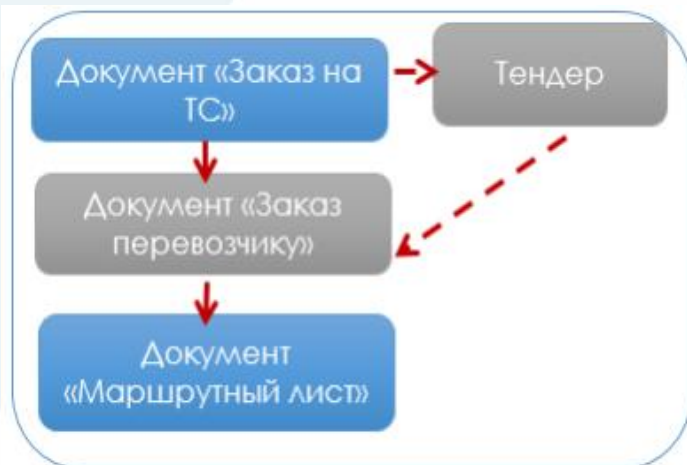 Документ «Заказ на
ТС»
Тендер
Документ «Заказ
перевозчику»
Документ
«Маршрутный лист»